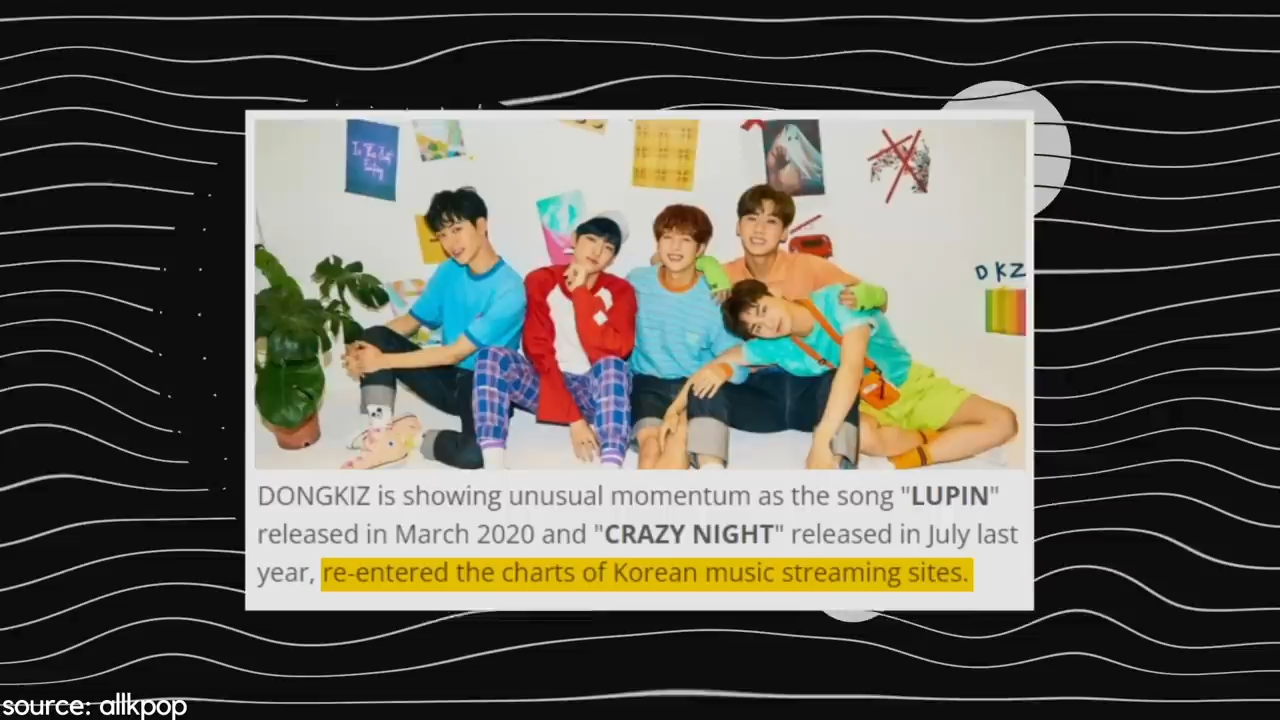 DKZ
DONGKIZ is showing unusual momentum as the song "LUPIN"
released in March 2020 and "CRAZY NIGHT" released in July last
year, re-entered the charts of Korean music streaming sites.
source: allkpop